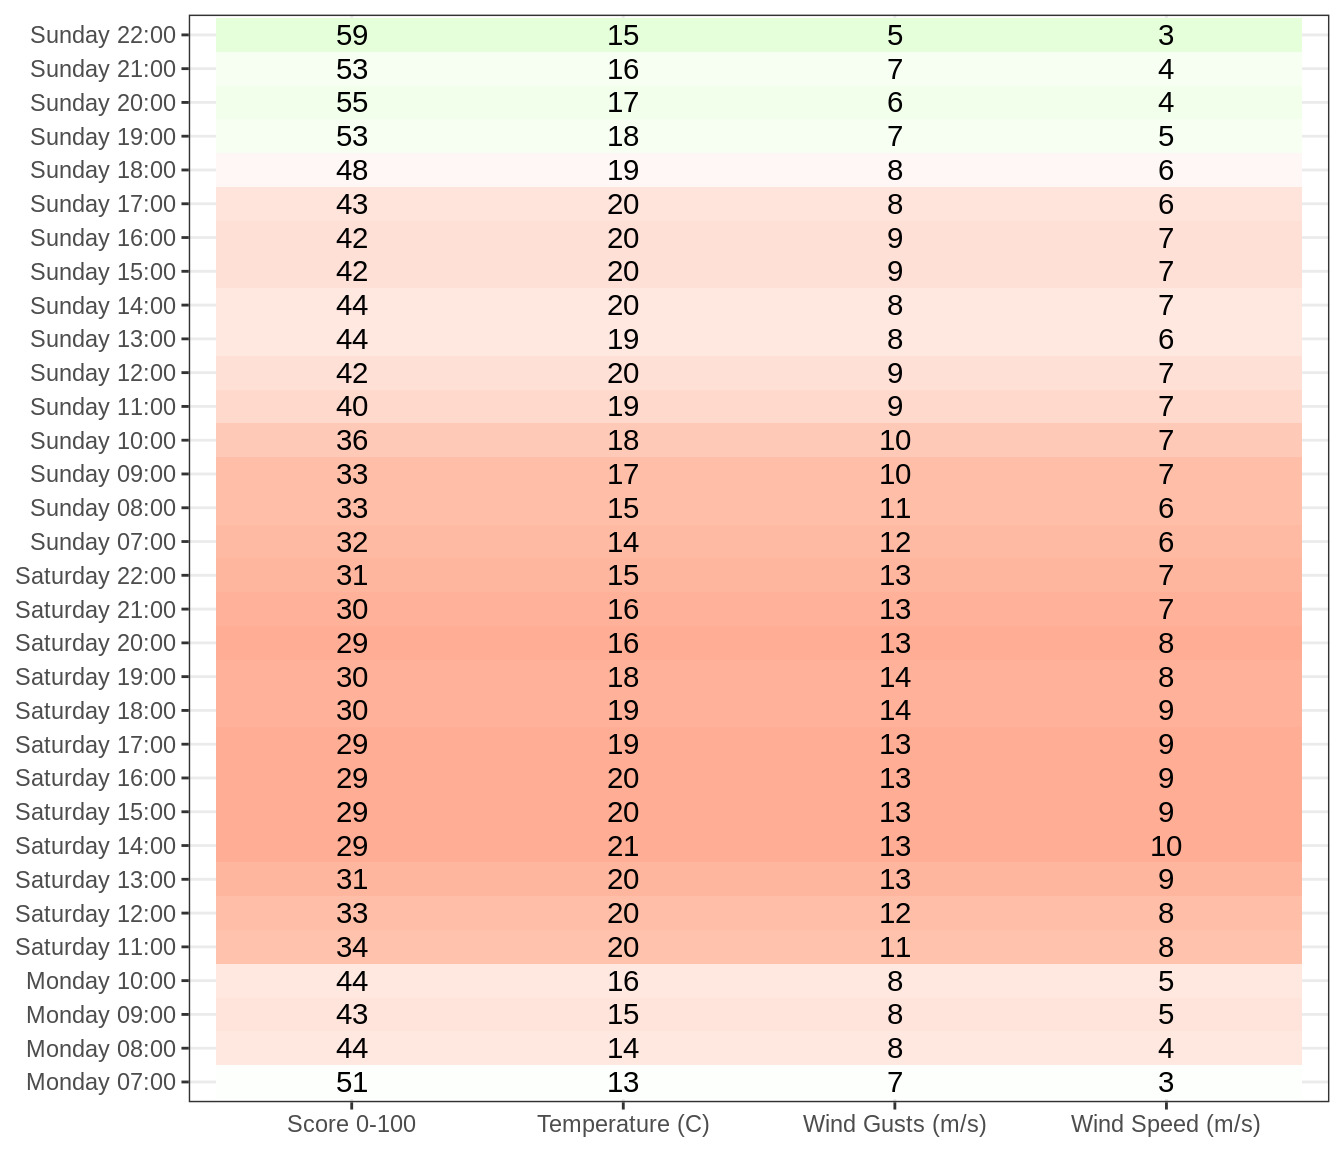 Sunday 22:00 59 15 5 3
Sunday 21:00 53 16 7 4
Sunday 20:00 55 17 6 4
Sunday 19:00 53 18 7 5
Sunday 18:00 48 19 8 6
Sunday 17:00 43 20 8 6
Sunday 16:00 42 20 9 7
Sunday 15:00 42 20 9 7
Sunday 14:00 44 20 8 7
Sunday 13:00 44 19 8 6
Sunday 12:00 42 20 9 7
Sunday 11:00 40 19 9 7
Sunday 10:00 36 18 10 7
Sunday 09:00 33 17 10 7
Sunday 08:00 33 15 11 6
Sunday 07:00 32 14 12 6
Saturday 22:00 31 15 13 7
Saturday 21:00 30 16 13 7
Saturday 20:00 29 16 13 8
Saturday 19:00 30 18 14 8
Saturday 18:00 30 19 14 9
Saturday 17:00 29 19 13 9
Saturday 16:00 29 20 13 9
Saturday 15:00 29 20 13 9
Saturday 14:00 29 21 13 10
Saturday 13:00 31 20 13 9
Saturday 12:00 33 20 12 8
Saturday 11:00 34 20 11 8
Monday 10:00 44 16 8 5
Monday 09:00 43 15 8 5
Monday 08:00 44 14 8 4
Monday 07:00 51 13 7 3
Score 0-100 Temperature (C) Wind Gusts (m/s) Wind Speed (m/s)